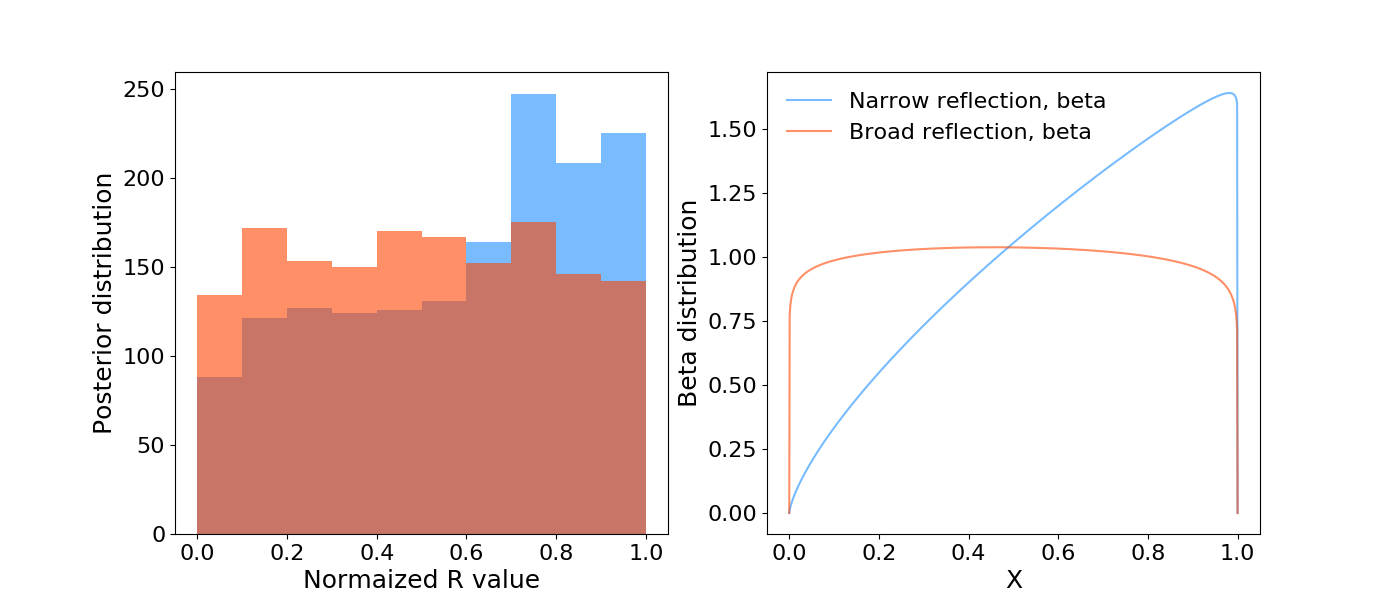 250
200
150
100
50
0
0.0 0.2 0.4 0.6 0.8 1.0
Posterior distribution
Normaized R value
Narrow reflection, beta
Broad reflection, beta
1.50
1.25
1.00
0.75
0.50
0.25
0.00
0.0 0.2 0.4 0.6 0.8 1.0
Beta distribution
X